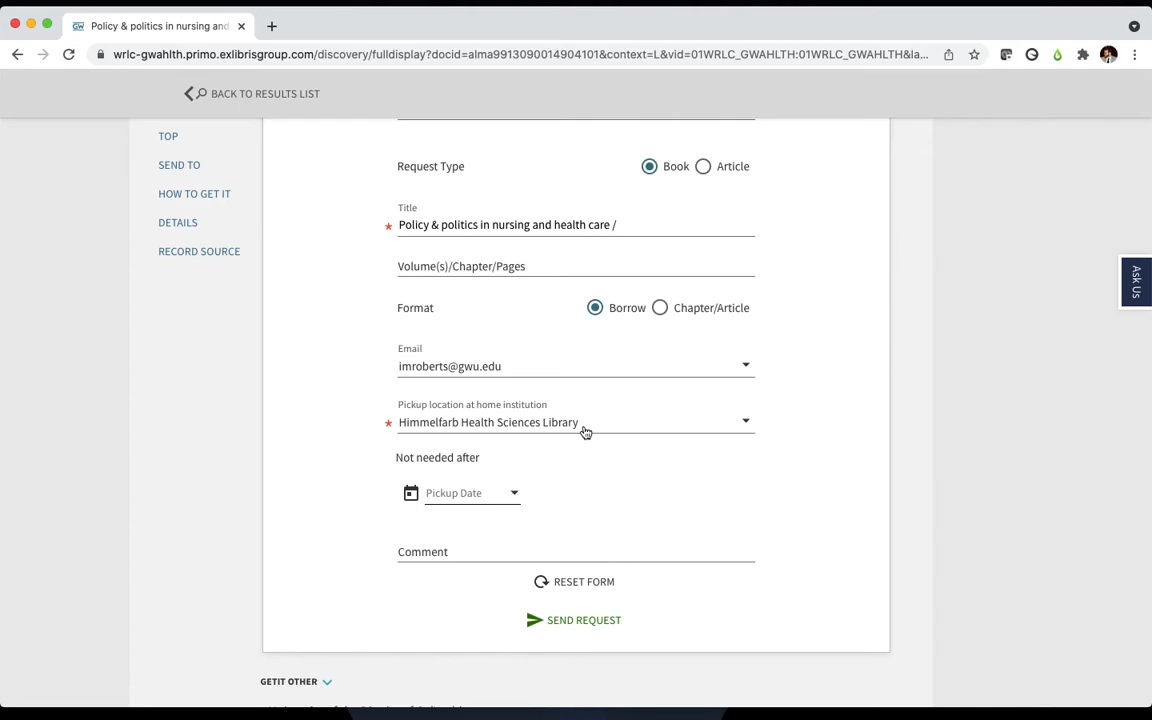 Policy & politics in nursing and
wrlc-gwahlth.primo.exlibrisgroup.com/discovery/fulldisplay?docid=alma9913090014904101&context=L&vid=01WRLC_GWAHLTH:01WRLC_GWAHLTH&la...
BACK TO RESULTS LIST
TOP
SEND TO
HOW TO GET IT
DETAILS
RECORD SOURCE
Request Type
Book Article
Title
* Policy & politics in nursing and health care /
Volume(s)/Chapter/Pages
Format
Borrow Chapter/Article
Email
imroberts@gwu.edu
Pickup location at home institution
* Himmelfarb Health Sciences Library
Not needed after
Pickup Date
Comment
RESET FORM
SEND REQUEST
GETIT OTHER
Ask Us